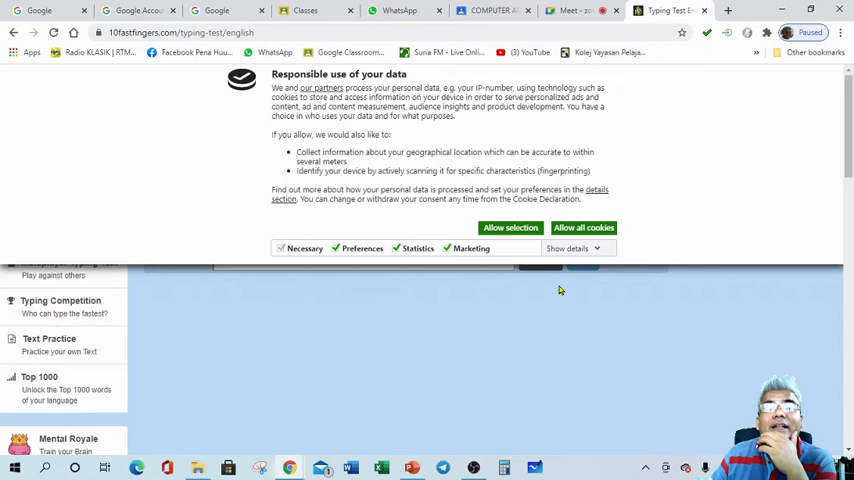 Google
Google Accou
Google
Classes
WhatsApp
COMPUTER A
Meet - zo
Typing Test En
10fastfingers.com/typing-test/english
Paused
Apps
Radio KLASIK | RTM...
Facebook Pena Huu...
WhatsApp
Google Classroom...
Suria FM - Live Onli...
(1) YouTube
Kolej Yayasan Pelaja...
Other bookmarks
Responsible use of your data
We and our partners process your personal data, e.g. your IP-number, using technology such as
cookies to store and access information on your device in order to serve personalized ads and
content, ad and content measurement, audience insights and product development. You have a
choice in who uses your data and for what purposes.
If you allow, we would also like to:
• Collect information about your geographical location which can be accurate to within
several meters
• Identify your device by actively scanning it for specific characteristics (fingerprinting)
Find out more about how your personal data is processed and set your preferences in the details
section. You can change or withdraw your consent any time from the Cookie Declaration.
Allow selection
Allow all cookies
Necessary
Preferences
Statistics
Marketing
Show details
Play against others
Typing Competition
Who can type the fastest?
Text Practice
Practice your own Text
Top 1000
Unlock the Top 1000 words
of your language
Mental Royale
Train your Brain